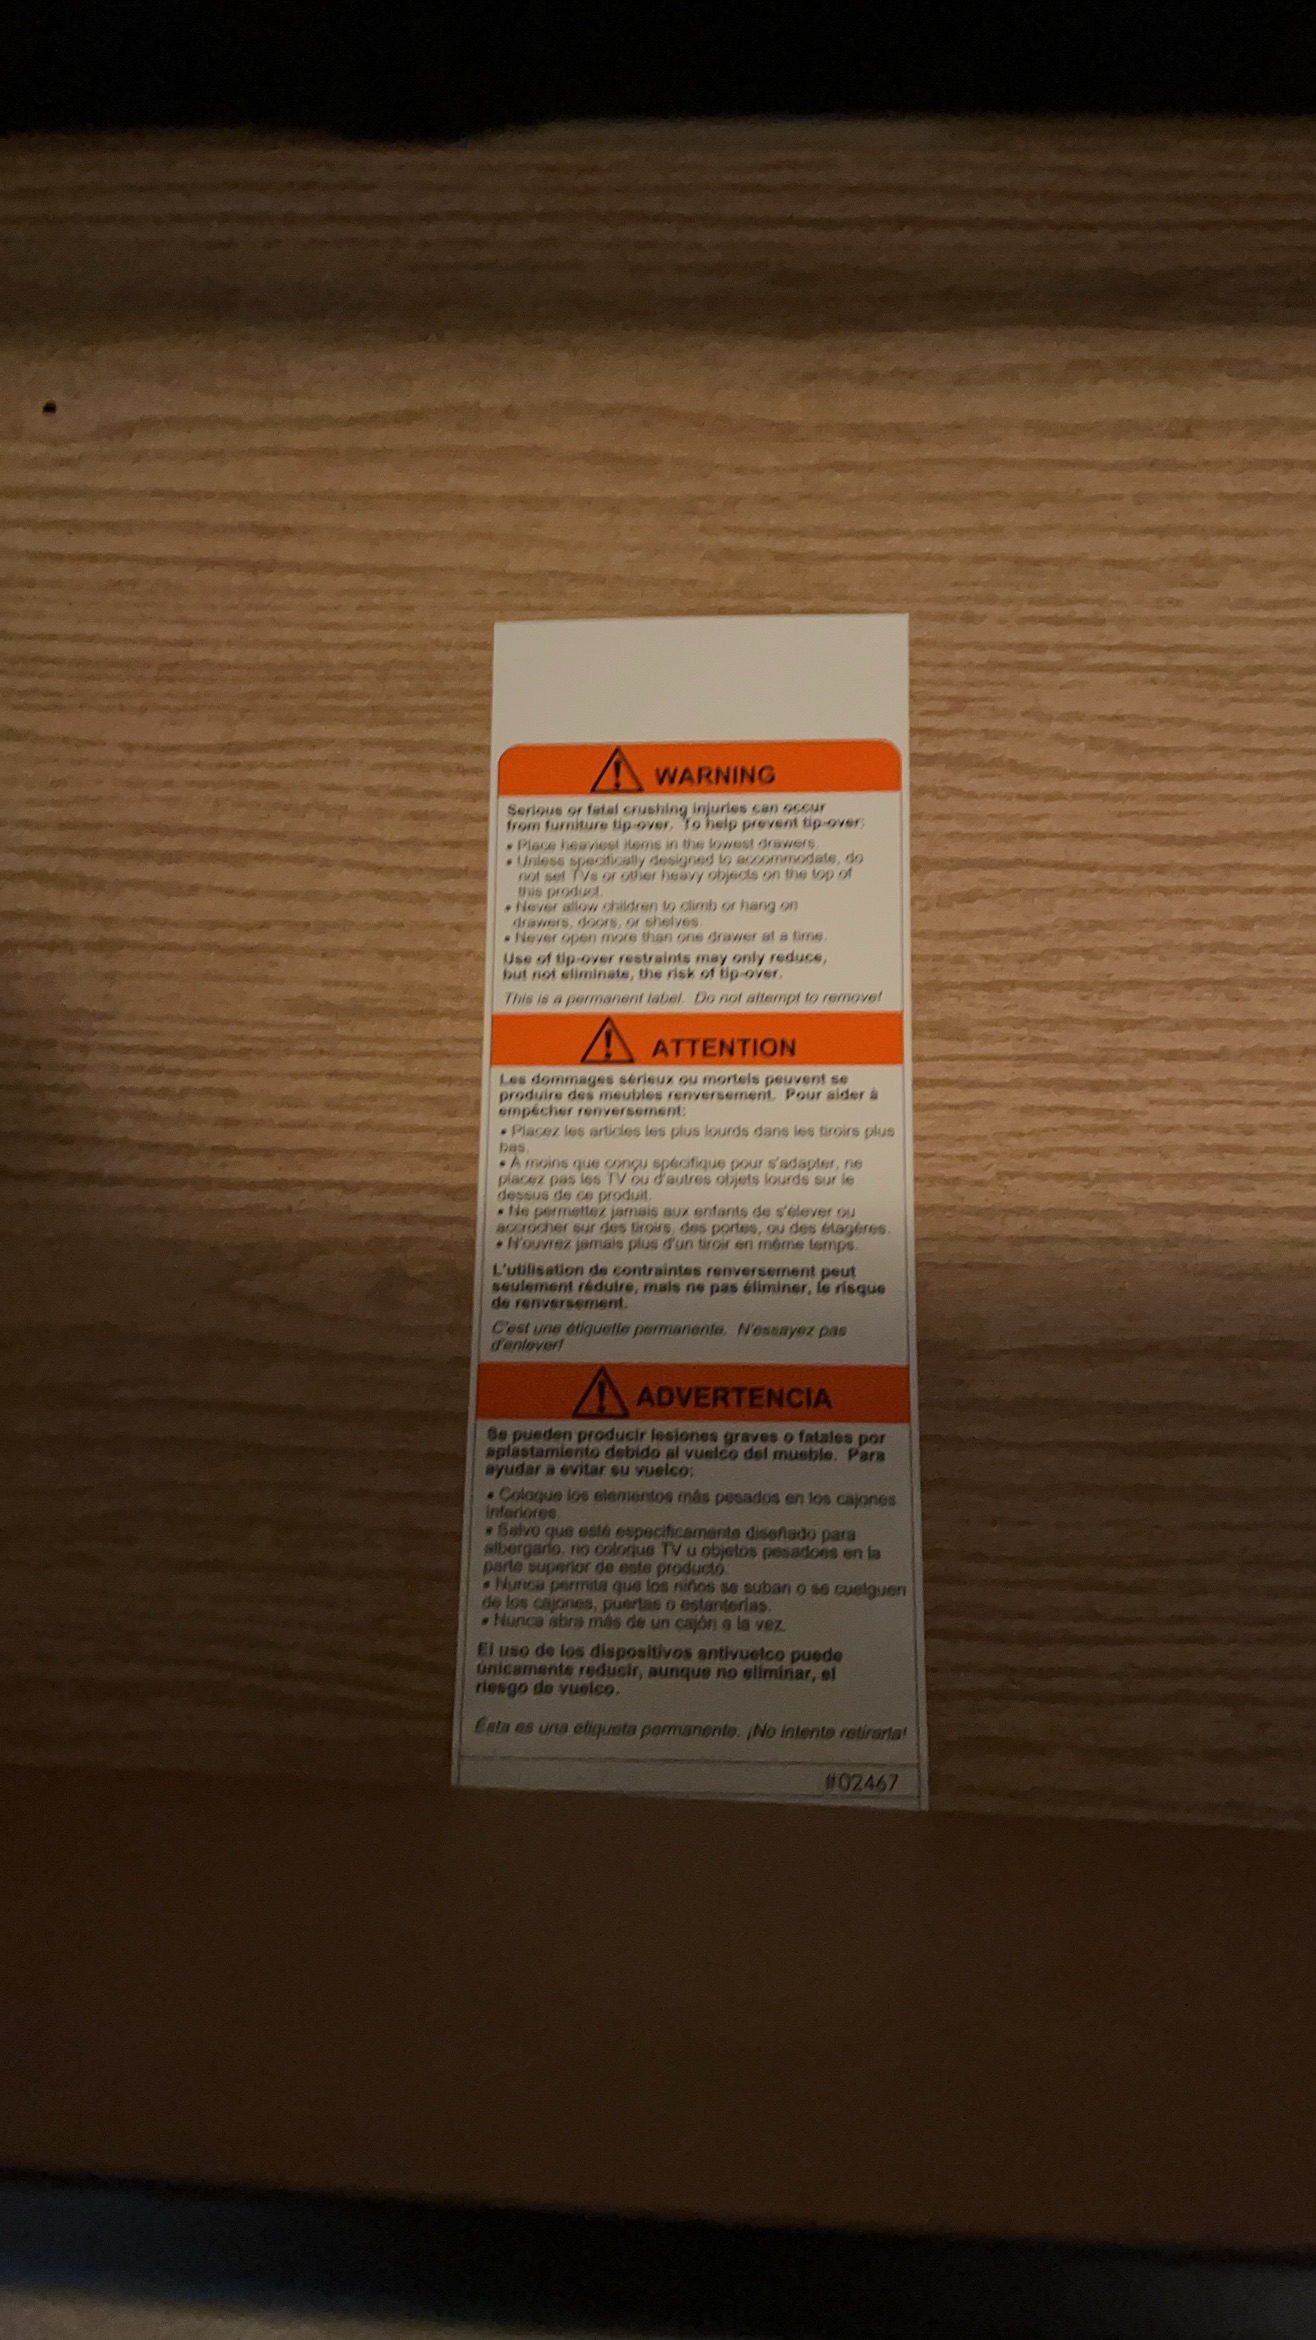 WARNING
Serious or fatal crushing injuries can occur
from furniture tip-over. To help prevent tip-over:
• Place heaviest items in the lowest drawers.
• Unless specifically designed to accommodate, do
not set TVs or other heavy objects on the top of
this product.
• Never allow children to climb or hang on
drawers, doors, or shelves.
• Never open more than one drawer at a time.
Use of tip-over restraints may only reduce,
but not eliminate, the risk of tip-over.
This is a permanent label. Do not attempt to remove!
ATTENTION
Les dommages sérieux ou mortels peuvent se
produire des meubles renversement. Pour aider à
empêcher renversement:
• Placez les articles les plus lourds dans les tiroirs plus
bas.
• À moins que conçu spécifique pour s'adapter, ne
placez pas les TV ou d'autres objets lourds sur le
dessus de ce produit.
• Ne permettez jamais aux enfants de s'élever ou
accrocher sur des tiroirs, des portes, ou des étagères.
• N'ouvrez jamais plus d'un tiroir en même temps.
L'utilisation de contraintes renversement peut
seulement réduire, mais ne pas éliminer, le risque
de renversement.
C'est une étiquette permanente. N'essayez pas
d'enlever!
ADVERTENCIA
Se pueden producir lesiones graves o fatales por
aplastamiento debido al vuelco del mueble. Para
ayudar a evitar su vuelco:
• Coloque los elementos más pesados en los cajones
inferiores
• Salvo que esté específicamente diseñado para
albergarlo, no coloque TV u objetos pesadoes en la
parte superior de este producto.
• Nunca permita que los niños se suban o se cuelguen
de los cajones, puertas o estanterías.
• Nunca abra más de un cajón a la vez.
El uso de los dispositivos antivuelco puede
únicamente reducir, aunque no eliminar, el
riesgo de vuelco.
Ésta es una etiqueta permanente. ¡No intente retirarla!
#02467